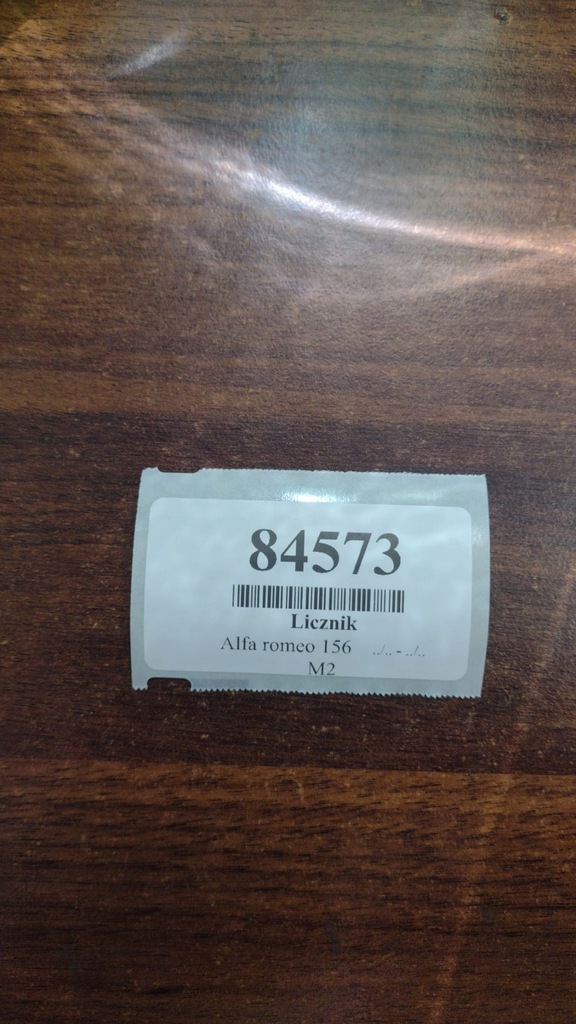 84573
Licznik
Alfa romeo 156 ../.. - ../..
M2